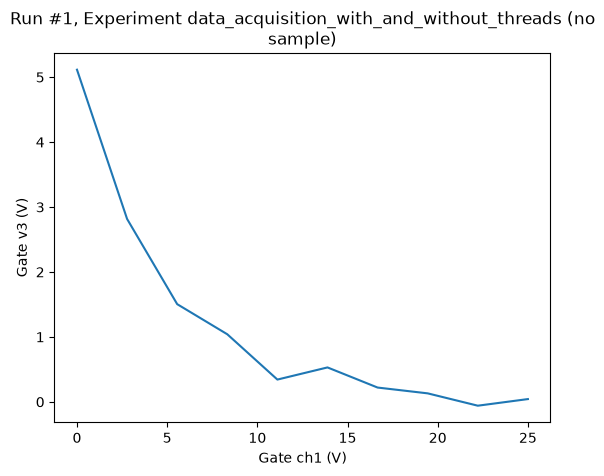 Run #1, Experiment data_acquisition_with_and_without_threads (no
sample)
5
4
3
2
1
0
Gate v3 (V)
0 5 10 15 20 25
Gate ch1 (V)